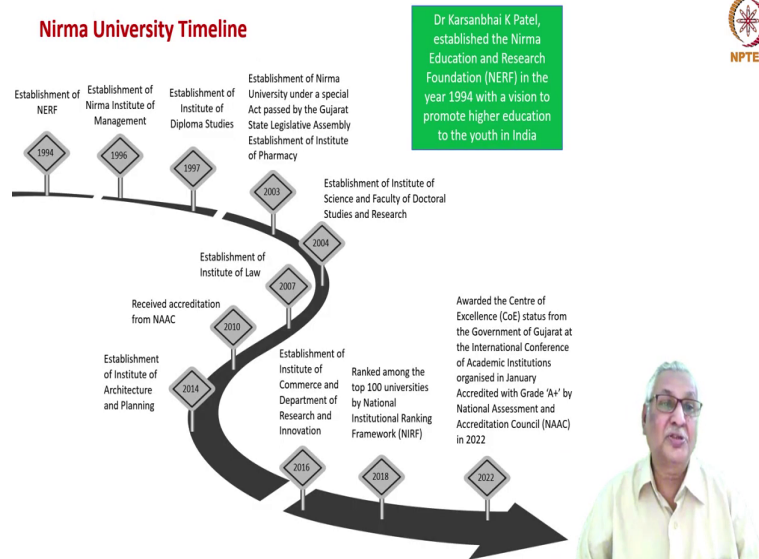 Nirma University Timeline
Dr Karsanbhai K Patel,
established the Nirma
Education and Research
Foundation (NERF) in the
year 1994 with a vision to
promote higher education
to the youth in India
NPTE
Establishment of
NERF
1994
Establishment of
Nirma Institute of
Management
1996
Establishment of
Institute of
Diploma Studies
1997
Establishment of Nirma
University under a special
Act passed by the Gujarat
State Legislative Assembly
Establishment of Institute
of Pharmacy
2003
Establishment of Institute of
Science and Faculty of Doctoral
Studies and Research
2004
Establishment of
Institute of Law
2007
Received accreditation
from NAAC
2010
Establishment
of Institute of
Architecture
and Planning
2014
Establishment of
Institute of
Commerce and
Department of
Research and
Innovation
2016
Ranked among the
top 100 universities
by National
Institutional Ranking
Framework (NIRF)
2018
Awarded the Centre of
Excellence (CoE) status from
the Government of Gujarat at
the International Conference
of Academic Institutions
organised in January
Accredited with Grade 'A+' by
National Assessment and
Accreditation Council (NAAC)
in 2022
2022